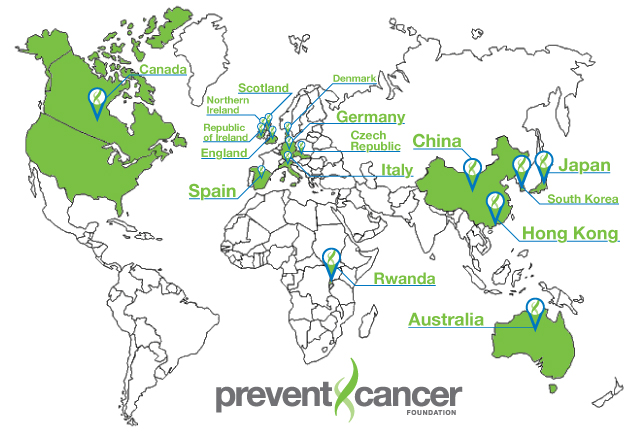 Canada
Scotland
Denmark
Northern
Ireland
Germany
Republic
of Ireland
Czech
Republic
England
China
Italy
Japan
Spain
South Korea
Hong Kong
Rwanda
Australia
prevent cancer
FOUNDATION